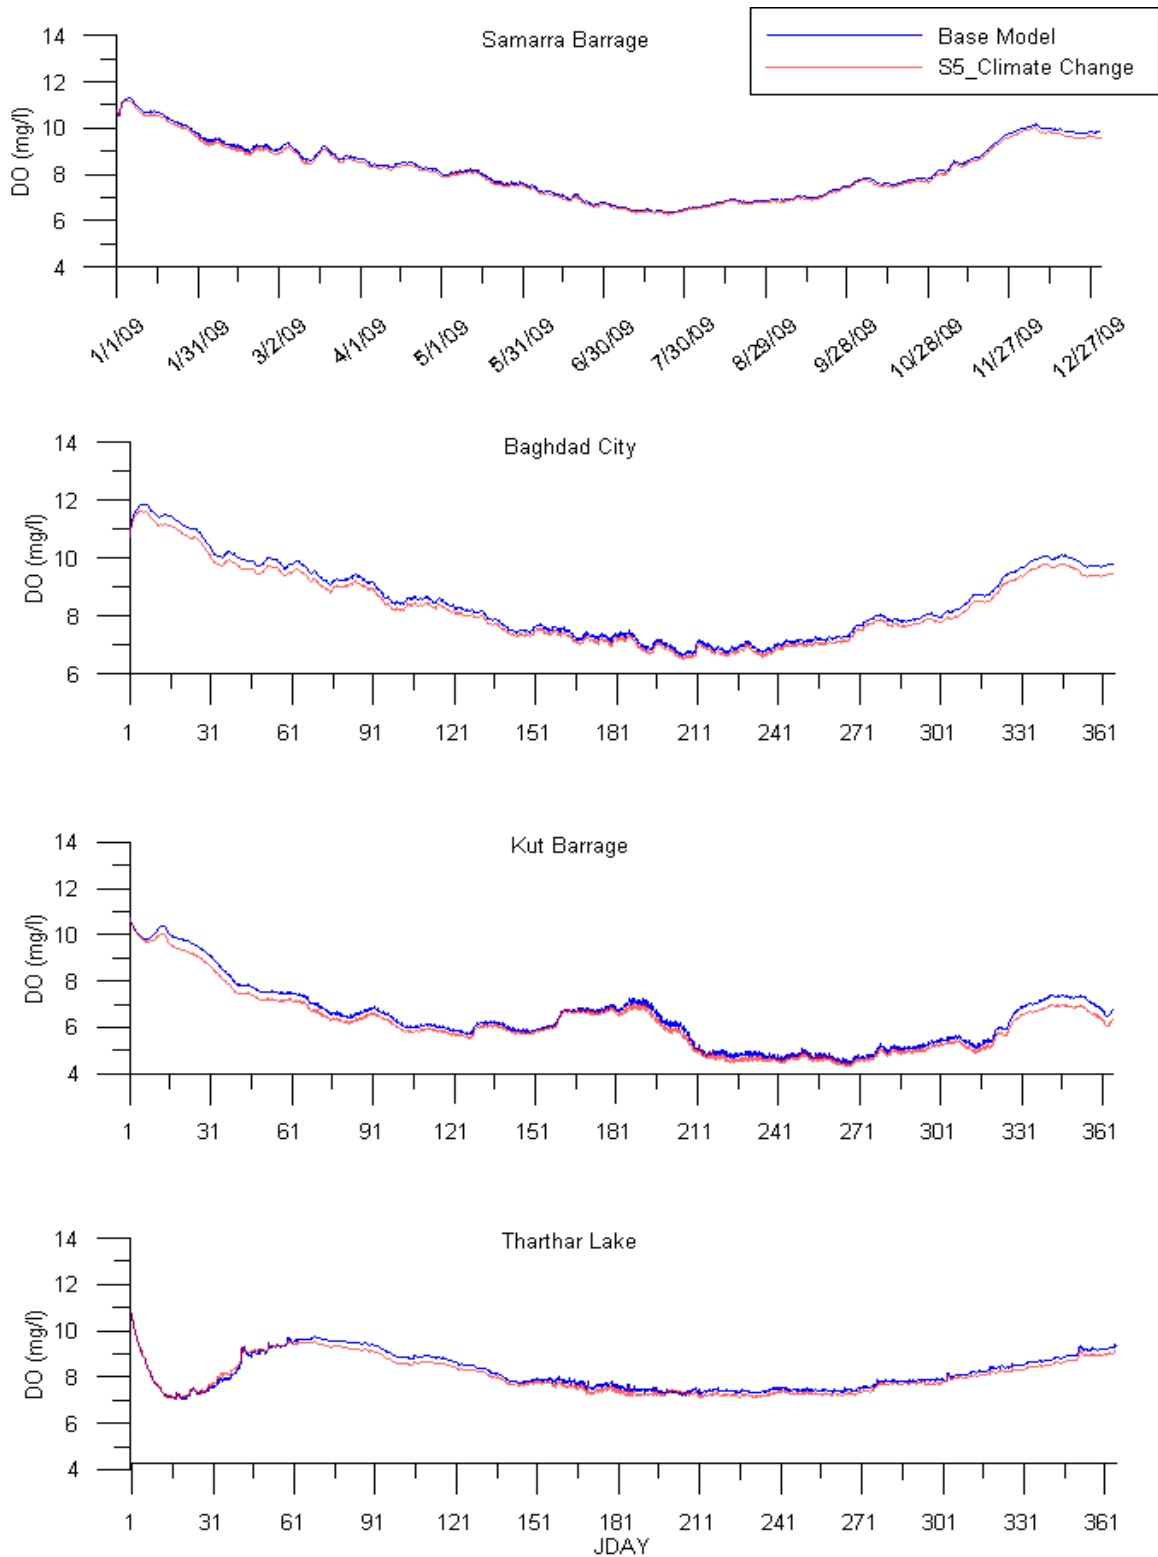 Samarra Barrage
Base Model
S5_Climate Change
14
12
10
8
6
4
DO (mg/l)
1/1/09 1/31/09 3/2/09 4/1/09 5/1/09 5/31/09 6/30/09 7/30/09 8/29/09 9/28/09 10/28/09 11/27/09 12/27/09
Baghdad City
14
12
10
8
6
DO (mg/l)
1 31 61 91 121 151 181 211 241 271 301 331 361
Kut Barrage
14
12
10
8
6
4
DO (mg/l)
1 31 61 91 121 151 181 211 241 271 301 331 361
Tharthar Lake
14
12
10
8
6
4
DO (mg/l)
1 31 61 91 121 151 181 211 241 271 301 331 361
JDAY